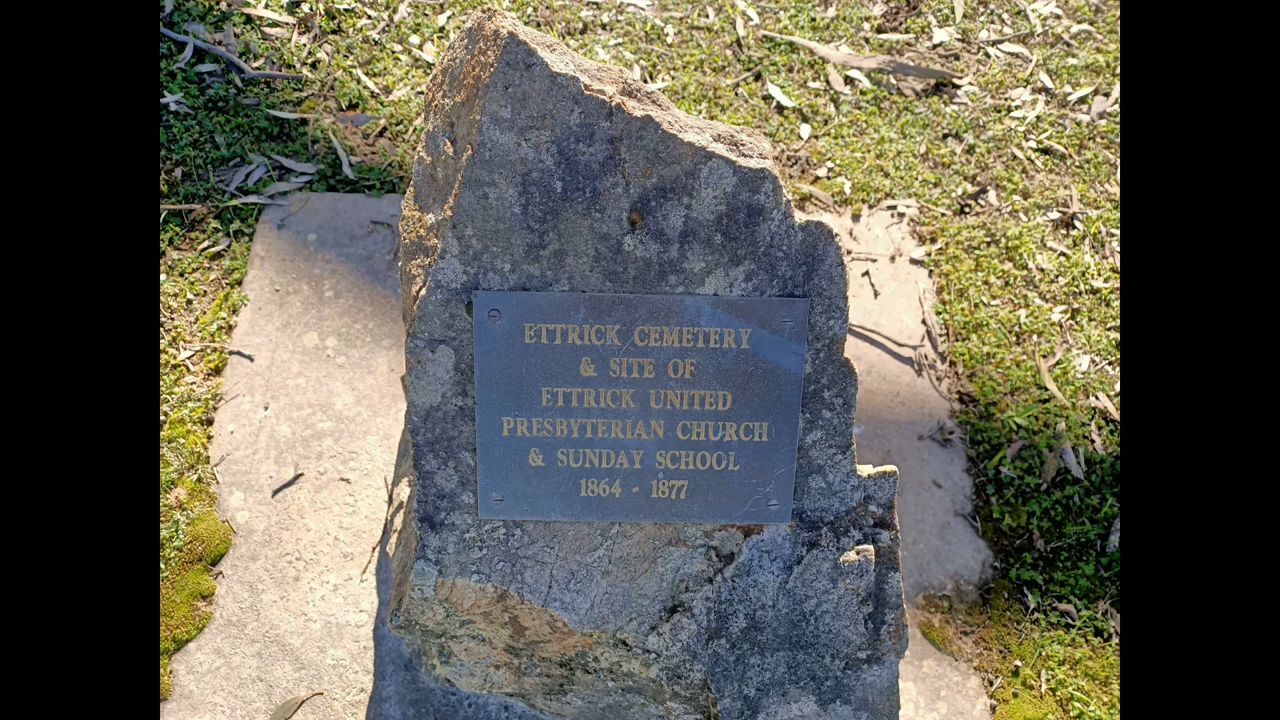 ETTRICK CEMETERY
& SITE OF
ETTRICK UNITED
PRESBYTERIAN CHURCH
& SUNDAY SCHOOL
1864 - 1877